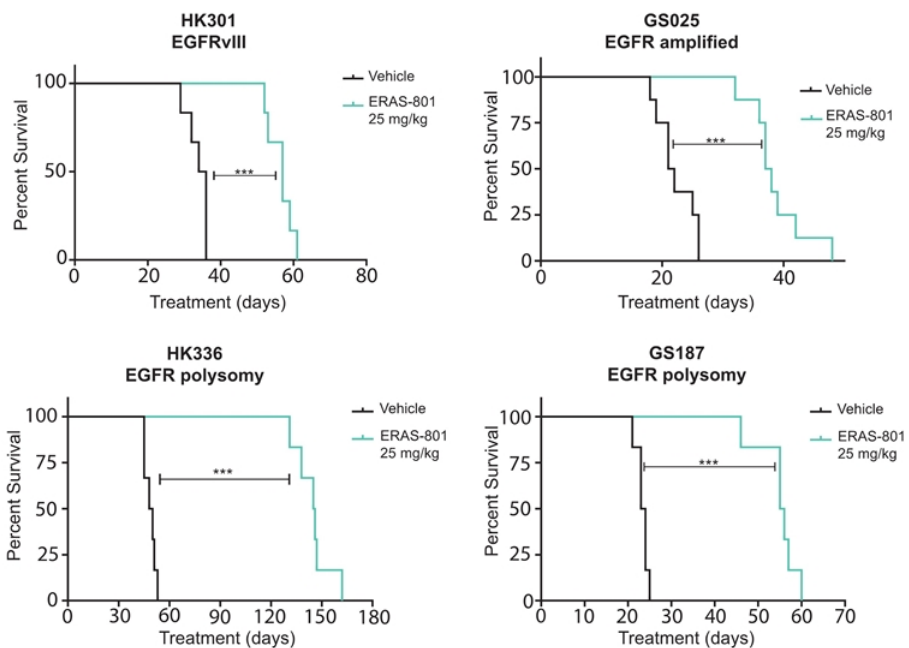 HK301
EGFRvIII
Percent Survival
100
50
0
***
0 20 40 60 80
Treatment (days)
Vehicle
ERAS-801
25 mg/kg
GS025
EGFR amplified
Percent Survival
100
75
50
25
0
***
0 20 40
Treatment (days)
Vehicle
ERAS-801
25 mg/kg
HK336
EGFR polysomy
Percent Survival
100
75
50
25
0
***
0 30 60 90 120 150 180
Treatment (days)
Vehicle
ERAS-801
25 mg/kg
GS187
EGFR polysomy
Percent Survival
100
75
50
25
0
***
0 10 20 30 40 50 60 70
Treatment (days)
Vehicle
ERAS-801
25 mg/kg